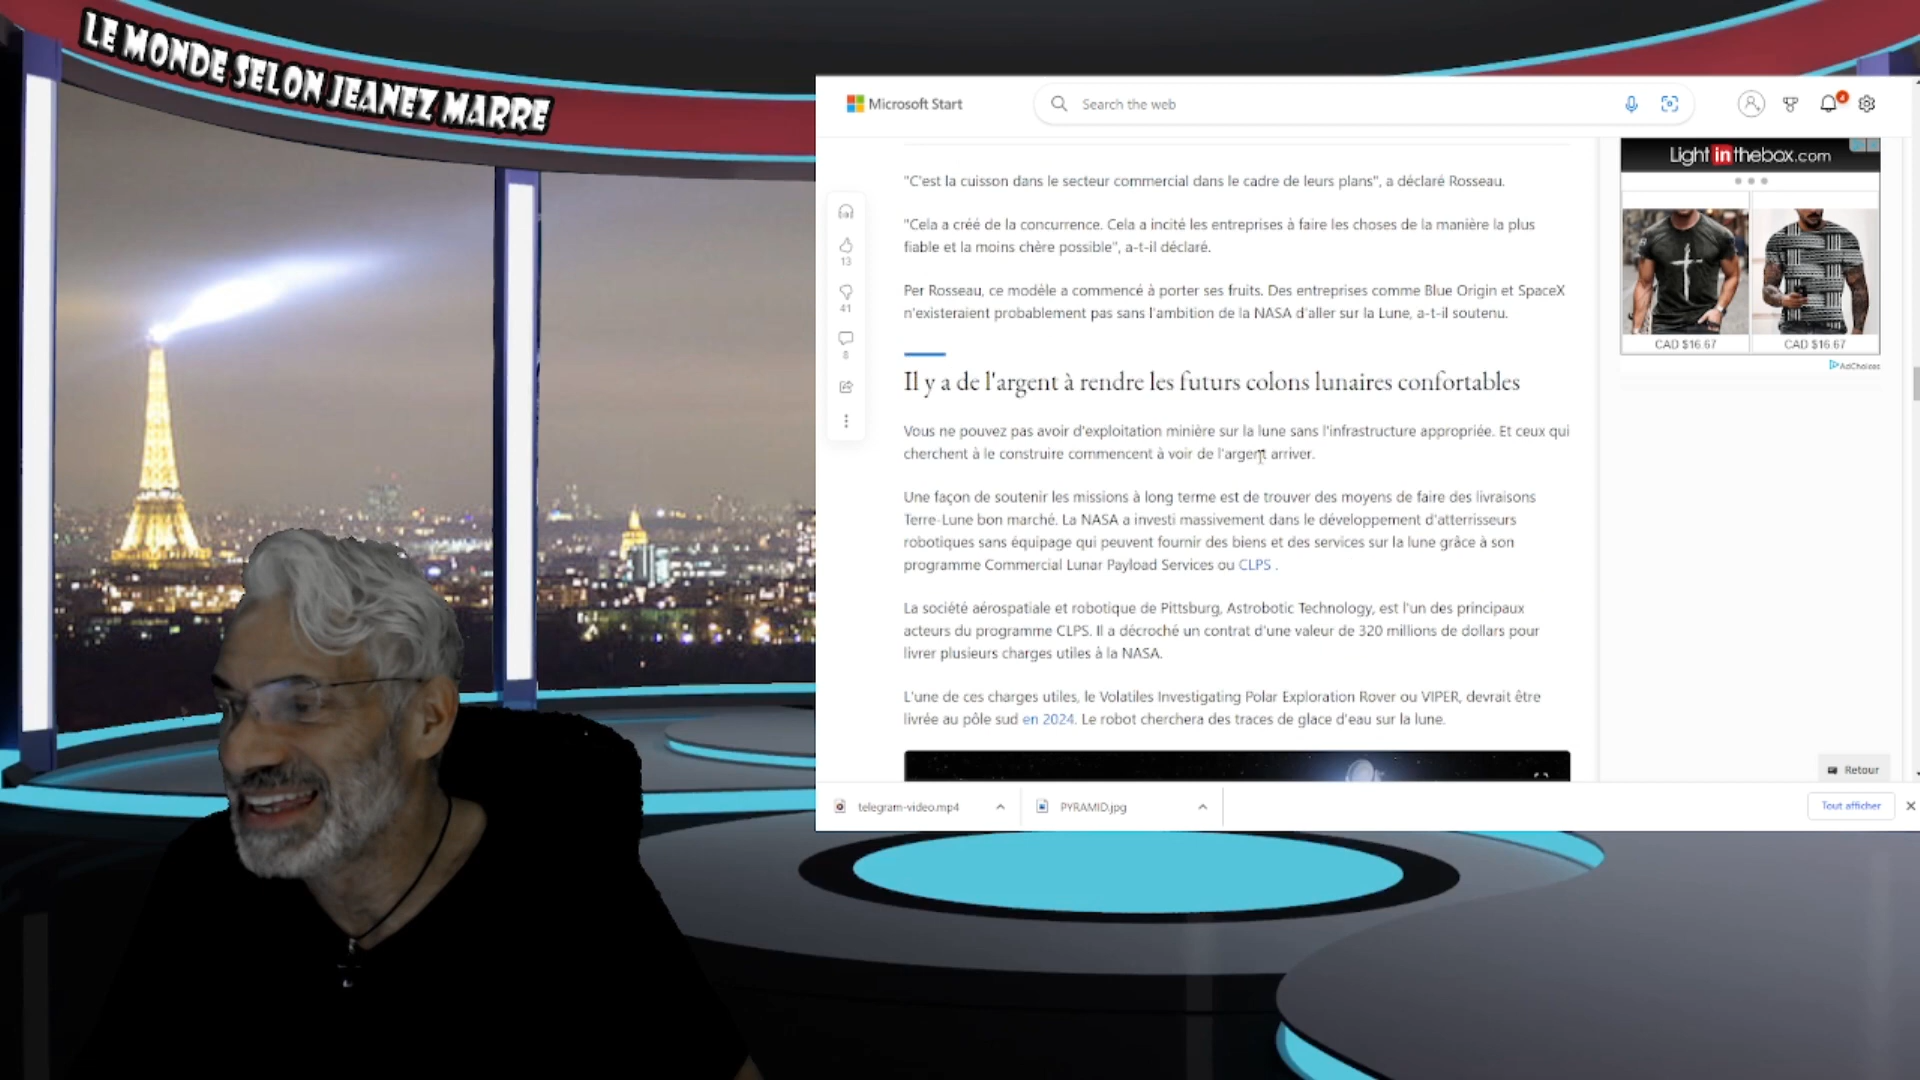 LE MONDE SELON JEANEZ MARRE
Microsoft Start
Search the web
4
Light in the box.com
"C'est la cuisson dans le secteur commercial dans le cadre de leurs plans", a déclaré Rosseau.
"Cela a créé de la concurrence. Cela a incité les entreprises à faire les choses de la manière la plus
fiable et la moins chère possible", a-t-il déclaré.
13
41
8
Per Rosseau, ce modèle a commencé à porter ses fruits. Des entreprises comme Blue Origin et SpaceX
n'existeraient probablement pas sans l'ambition de la NASA d'aller sur la Lune, a-t-il soutenu.
CAD $16.67
CAD $16.67
AdChoices
Il y a de l'argent à rendre les futurs colons lunaires confortables
Vous ne pouvez pas avoir d'exploitation minière sur la lune sans l'infrastructure appropriée. Et ceux qui
cherchent à le construire commencent à voir de l'argent arriver.
Une façon de soutenir les missions à long terme est de trouver des moyens de faire des livraisons
Terre-Lune bon marché. La NASA a investi massivement dans le développement d'atterrisseurs
robotiques sans équipage qui peuvent fournir des biens et des services sur la lune grâce à son
programme Commercial Lunar Payload Services ou CLPS .
La société aérospatiale et robotique de Pittsburg, Astrobotic Technology, est l'un des principaux
acteurs du programme CLPS. Il a décroché un contrat d'une valeur de 320 millions de dollars pour
livrer plusieurs charges utiles à la NASA.
L'une de ces charges utiles, le Volatiles Investigating Polar Exploration Rover ou VIPER, devrait être
livrée au pôle sud en 2024. Le robot cherchera des traces de glace d'eau sur la lune.
Retour
telegram-video.mp4
PYRAMID.jpg
Tout afficher